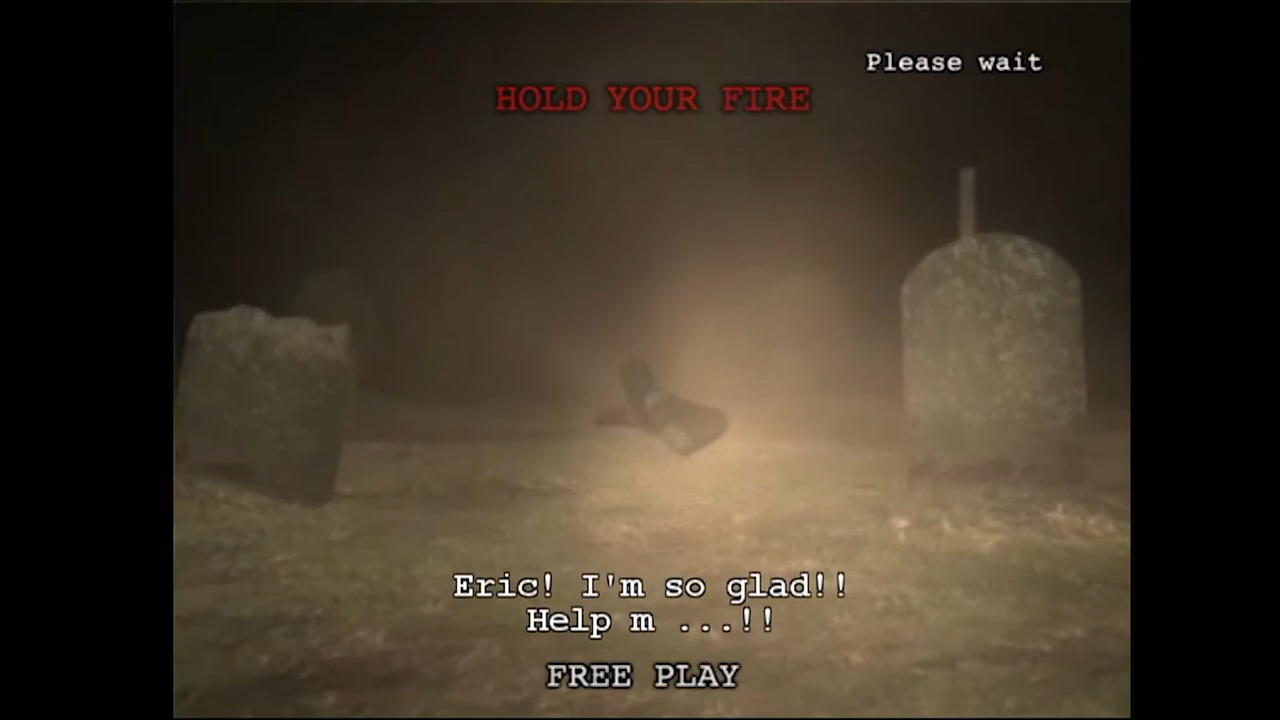 Please wait
HOLD YOUR FIRE
Eric! I'm so glad!!
Help m ...!!
FREE PLAY